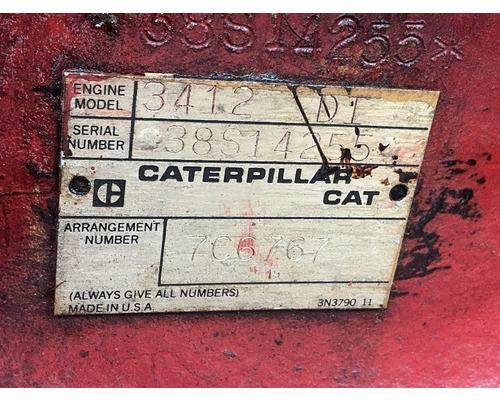 38S14255*
ENGINE MODEL 3412 DI
SERIAL NUMBER 38S14255
CATERPILLAR
C CAT
ARRANGEMENT NUMBER 7C6767
(ALWAYS GIVE ALL NUMBERS)
MADE IN U.S.A. 3N3790 11